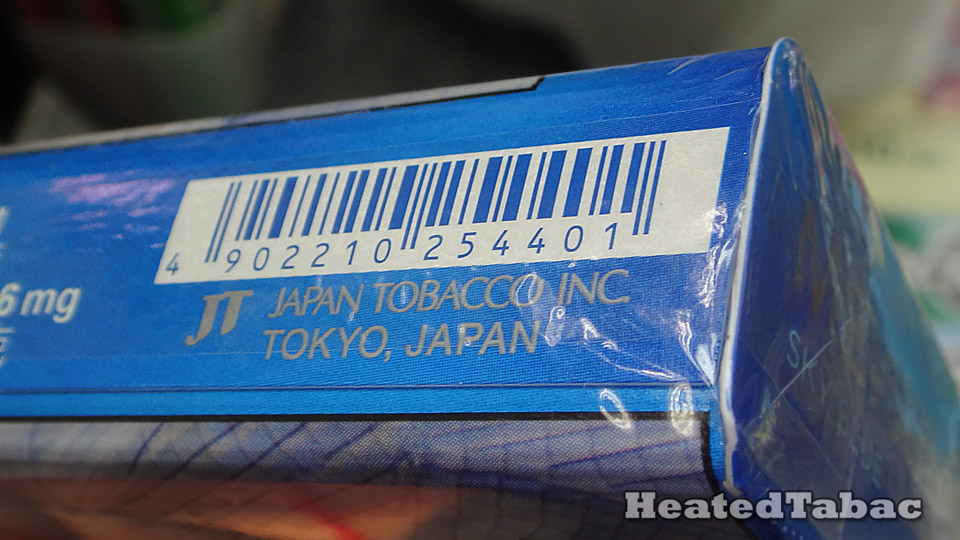 4 902210 254401
6 mg
JT JAPAN TOBACCO INC.
TOKYO, JAPAN
HeatedTabac